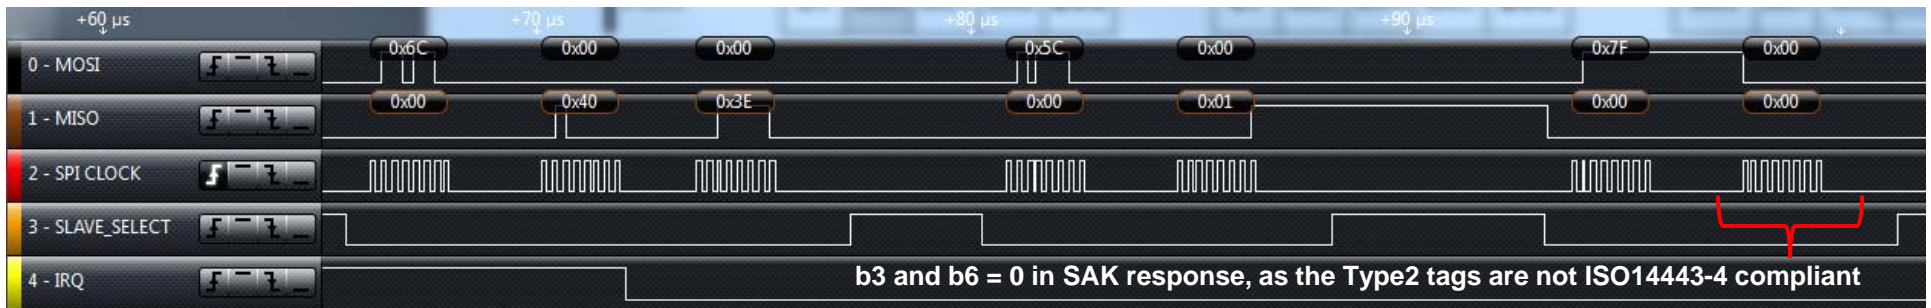 +60 µs +70 µs +80 µs +90 µs
0 - MOSI 0x6C 0x00 0x00 0x5C 0x00 0x7F 0x00
1 - MISO 0x00 0x40 0x3E 0x00 0x01 0x00 0x00
2 - SPI CLOCK
3 - SLAVE_SELECT
4 - IRQ
b3 and b6 = 0 in SAK response, as the Type2 tags are not ISO14443-4 compliant